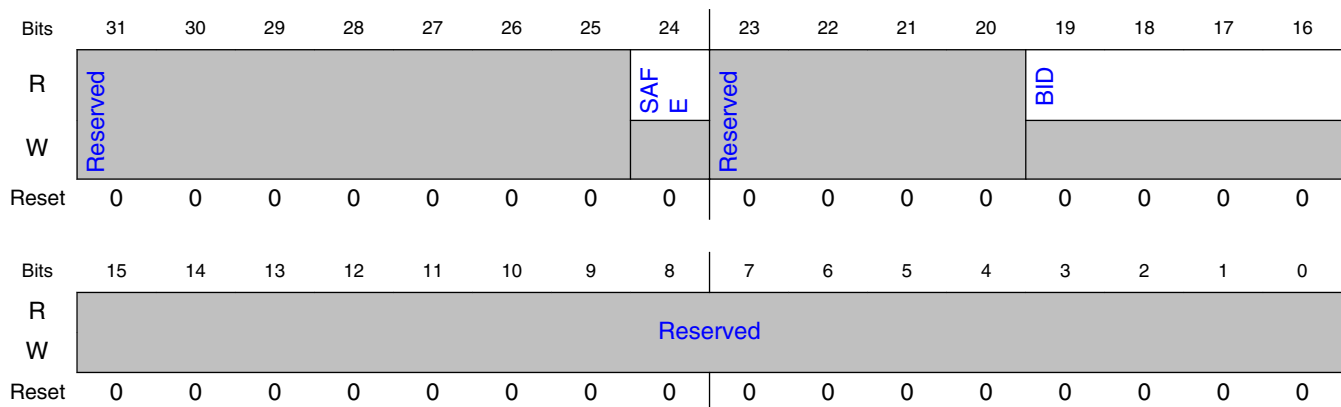 Bits 31 30 29 28 27 26 25 24 23 22 21 20 19 18 17 16
R Reserved SAF E Reserved BID
W
Reset 0 0 0 0 0 0 0 0 0 0 0 0 0 0 0 0
Bits 15 14 13 12 11 10 9 8 7 6 5 4 3 2 1 0
R
Reserved
W
Reset 0 0 0 0 0 0 0 0 0 0 0 0 0 0 0 0